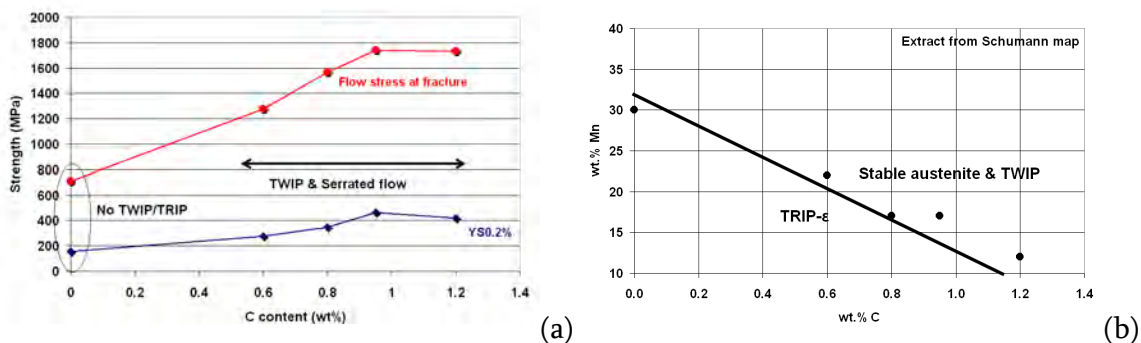 2000
1800
1600
1400
1200
1000
800
600
400
200
0
Strength (MPa)
Flow stress at fracture
TWIP & Serrated flow
No TWIP/TRIP
YS0.2%
0 0.2 0.4 0.6 0.8 1 1.2 1.4
C content (wt%)
(a)
40
35
30
25
20
15
10
wt.% Mn
Extract from Schumann map
Stable austenite & TWIP
TRIP-ε
0.0 0.2 0.4 0.6 0.8 1.0 1.2 1.4
wt.% C
(b)